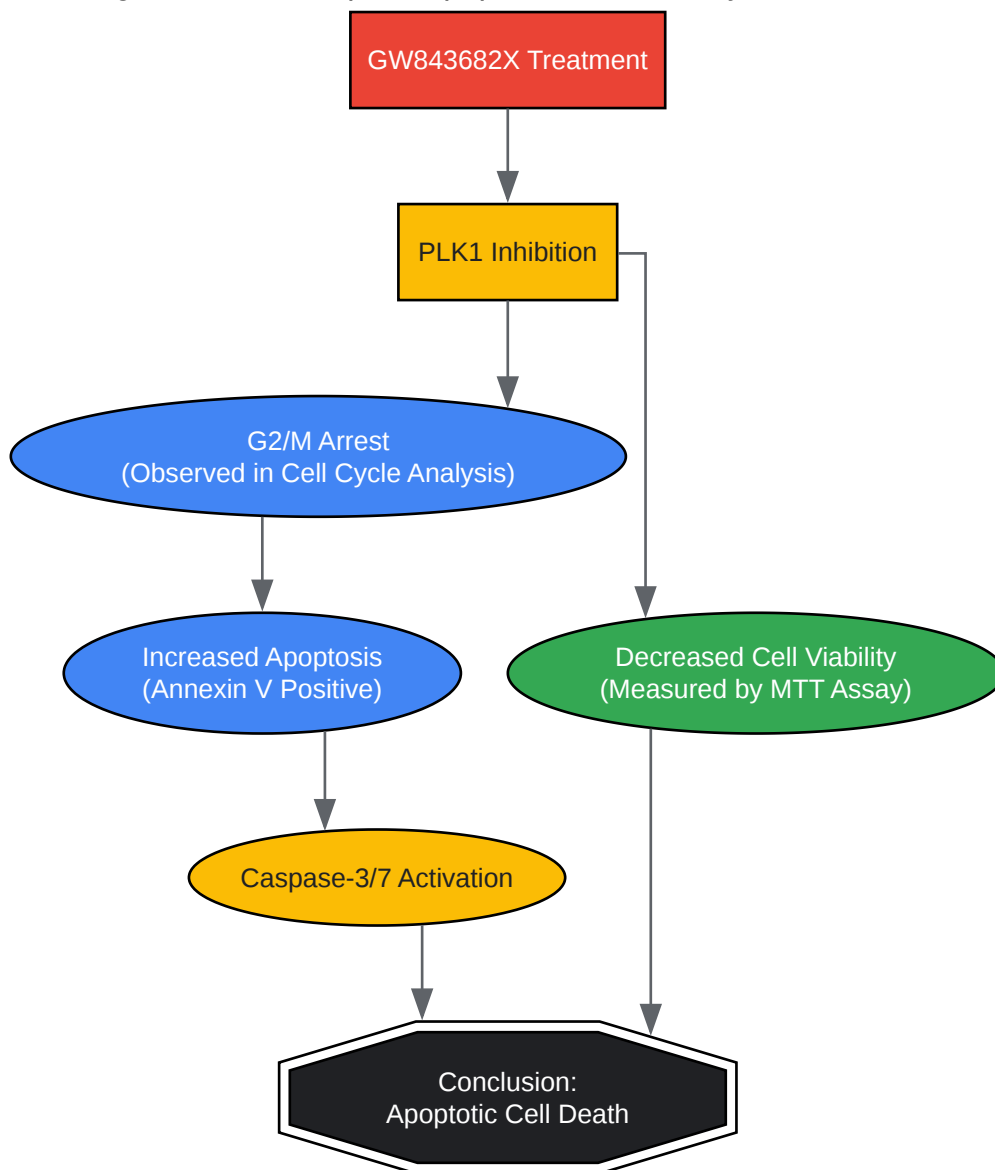 GW843682X Treatment
PLK1 Inhibition
G2/M Arrest
(Observed in Cell Cycle Analysis)
Increased Apoptosis
(Annexin V Positive)
Decreased Cell Viability
(Measured by MTT Assay)
Caspase-3/7 Activation
Conclusion:
Apoptotic Cell Death